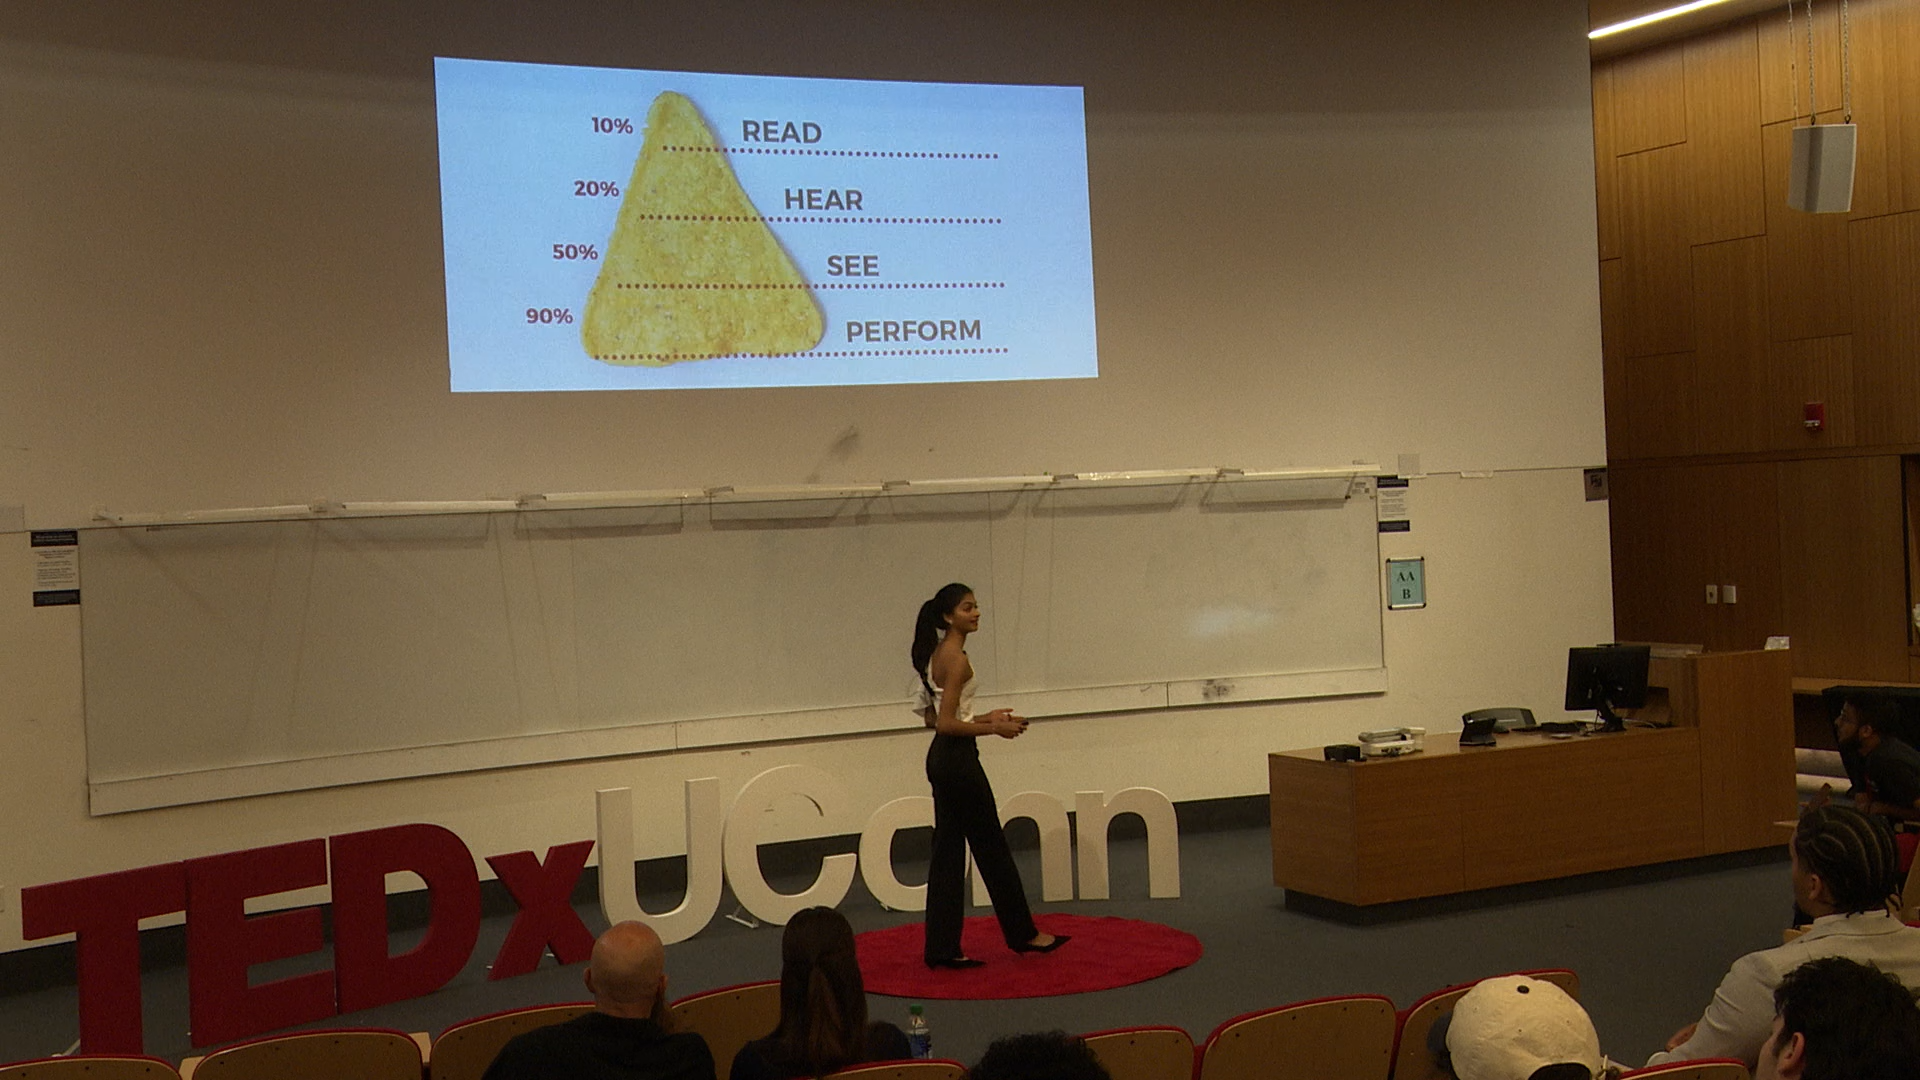 10% READ
20% HEAR
50% SEE
90% PERFORM
AA
B
TEDxUConn